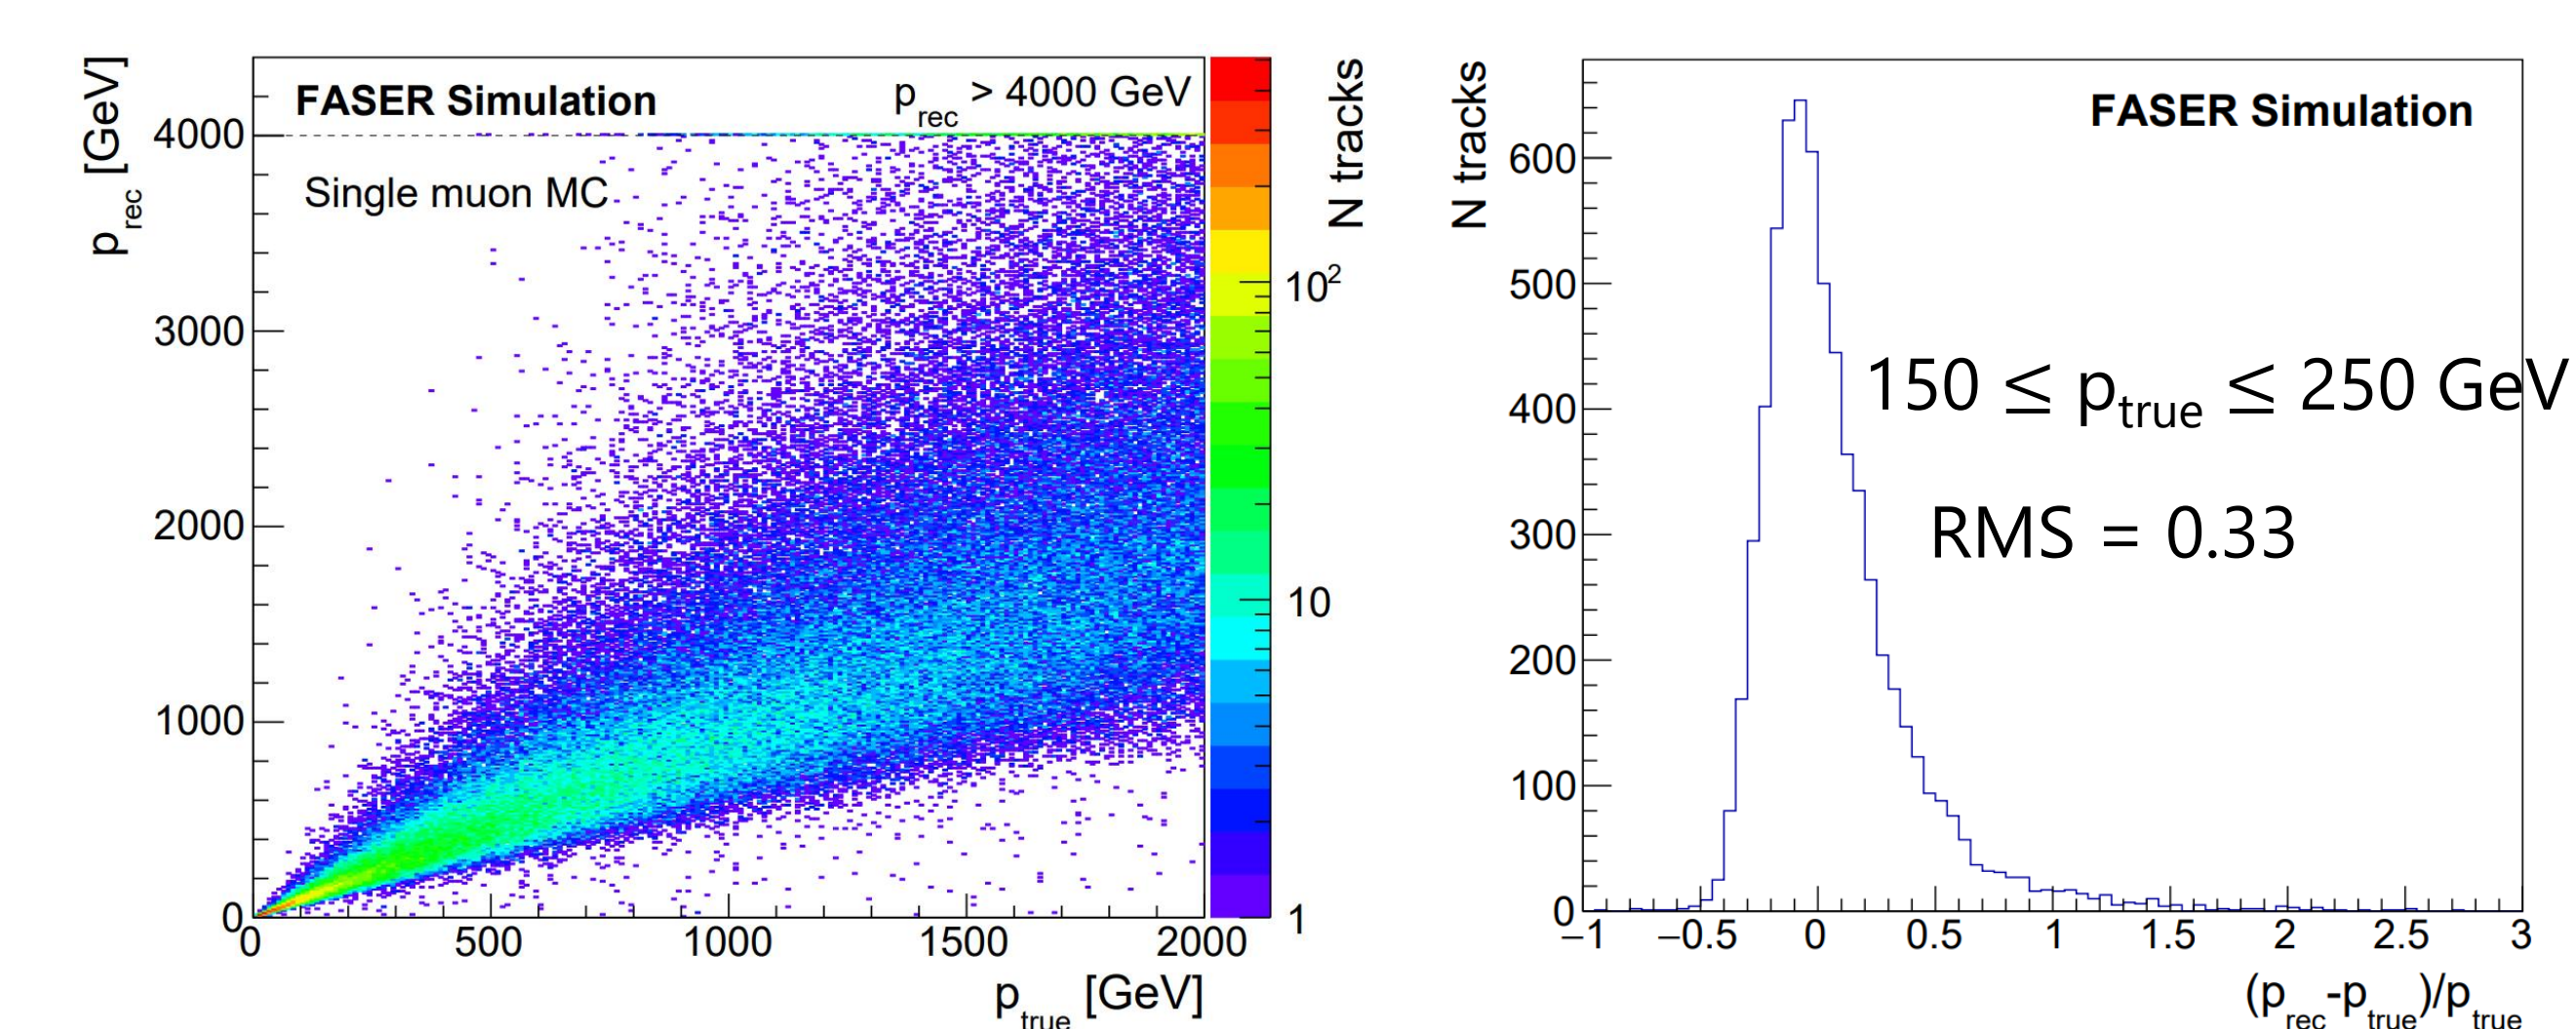 p_rec [GeV]
FASER Simulation
p_rec > 4000 GeV
Single muon MC
4000
3000
2000
1000
0
0 500 1000 1500 2000
p_true [GeV]
N tracks
10²
10
1
N tracks
FASER Simulation
600
500
400
300
200
100
0
150 ≤ p_true ≤ 250 GeV
RMS = 0.33
−1 −0.5 0 0.5 1 1.5 2 2.5 3
(p_rec-p_true)/p_true